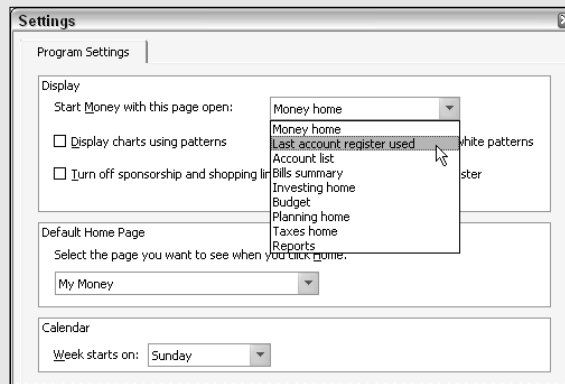 Settings
Program Settings
Display
Start Money with this page open: Money home
Money home
Display charts using patterns Last account register used white patterns
Account list
Turn off sponsorship and shopping lin Bills summary ster
Investing home
Budget
Planning home
Taxes home
Reports
Default Home Page
Select the page you want to see when you click Home.
My Money
Calendar
Week starts on: Sunday